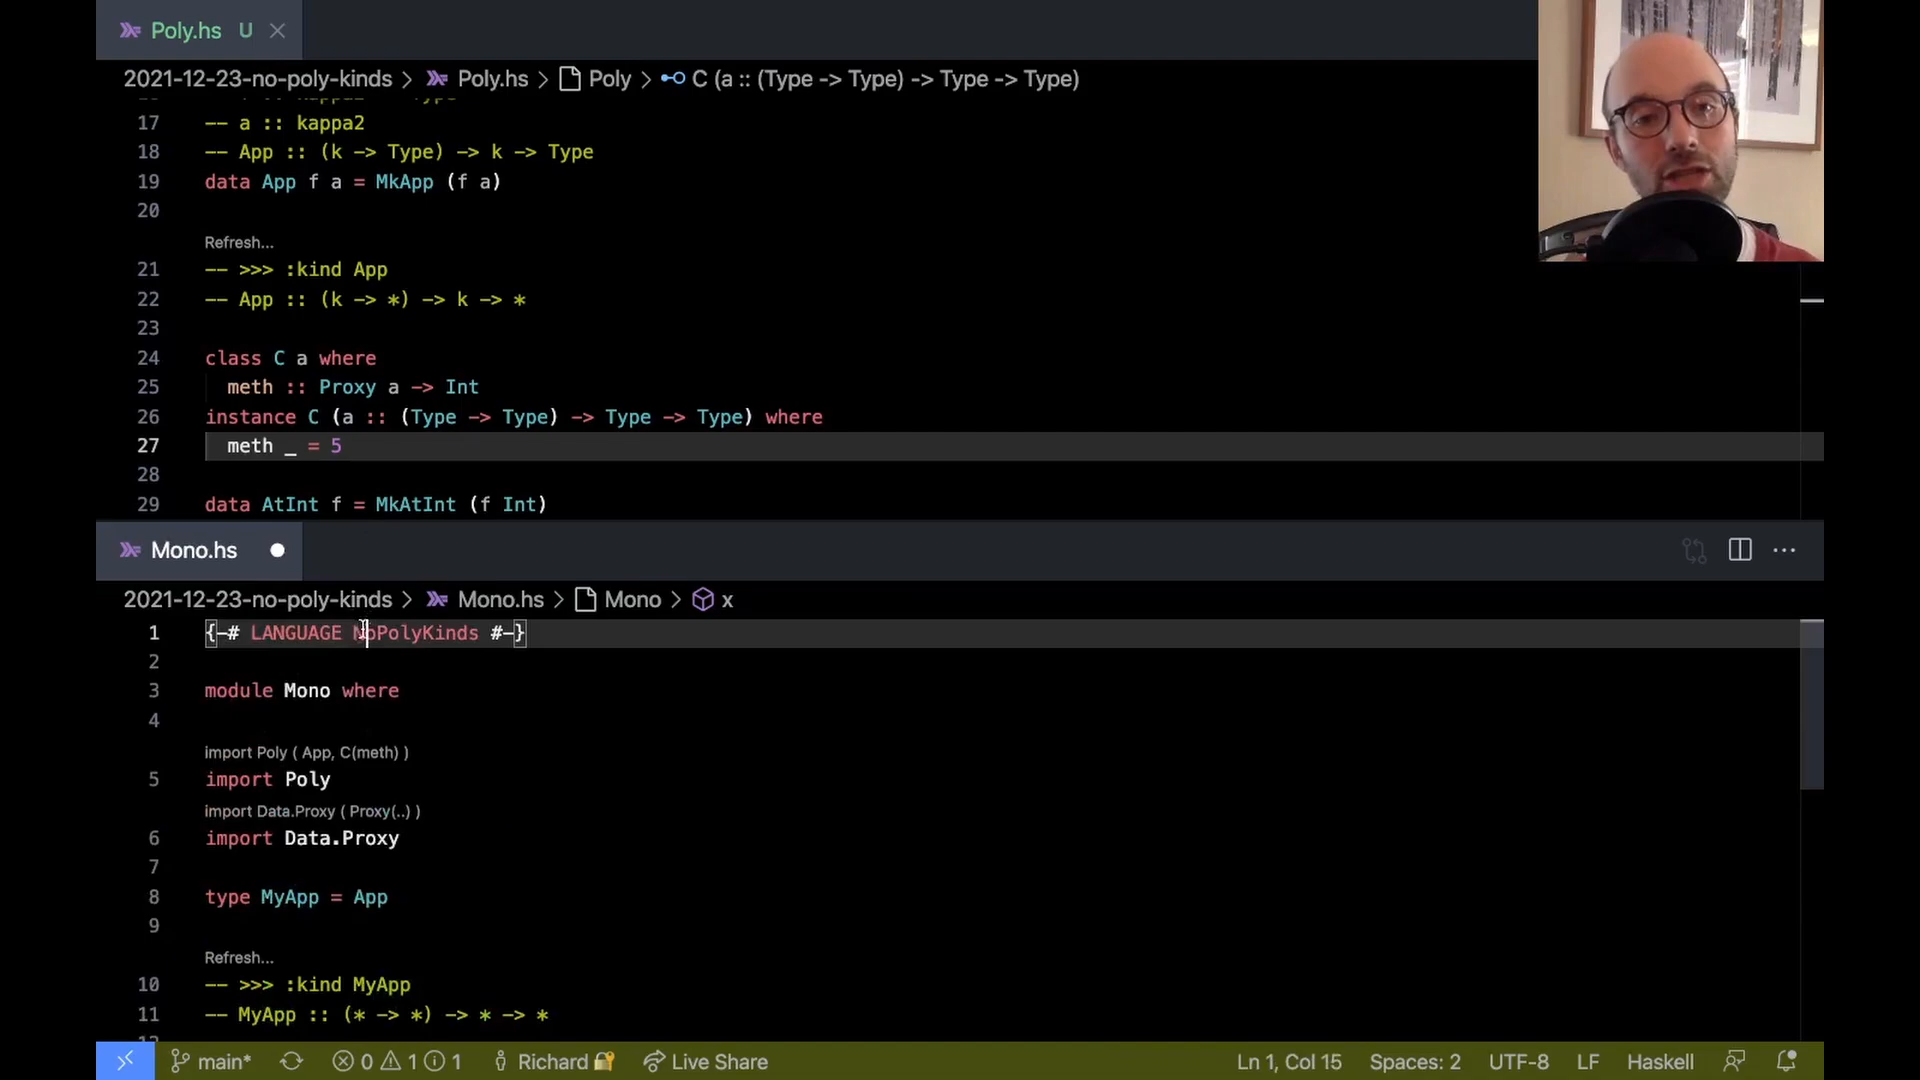 Poly.hs U
2021-12-23-no-poly-kinds > Poly.hs > Poly > C (a :: (Type -> Type) -> Type -> Type)
17 -- a :: kappa2
18 -- App :: (k -> Type) -> k -> Type
19 data App f a = MkApp (f a)
20
Refresh...
21 -- >>> :kind App
22 -- App :: (k -> *) -> k -> *
23
24 class C a where
25 meth :: Proxy a -> Int
26 instance C (a :: (Type -> Type) -> Type -> Type) where
27 meth _ = 5
28
29 data AtInt f = MkAtInt (f Int)
Mono.hs
2021-12-23-no-poly-kinds > Mono.hs > Mono > x
1 {-# LANGUAGE NoPolyKinds #-}
2
3 module Mono where
4
import Poly ( App, C(meth) )
5 import Poly
import Data.Proxy ( Proxy(..) )
6 import Data.Proxy
7
8 type MyApp = App
9
Refresh...
10 -- >>> :kind MyApp
11 -- MyApp :: (* -> *) -> * -> *
main* 0 1 1 Richard Live Share Ln 1, Col 15 Spaces: 2 UTF-8 LF Haskell